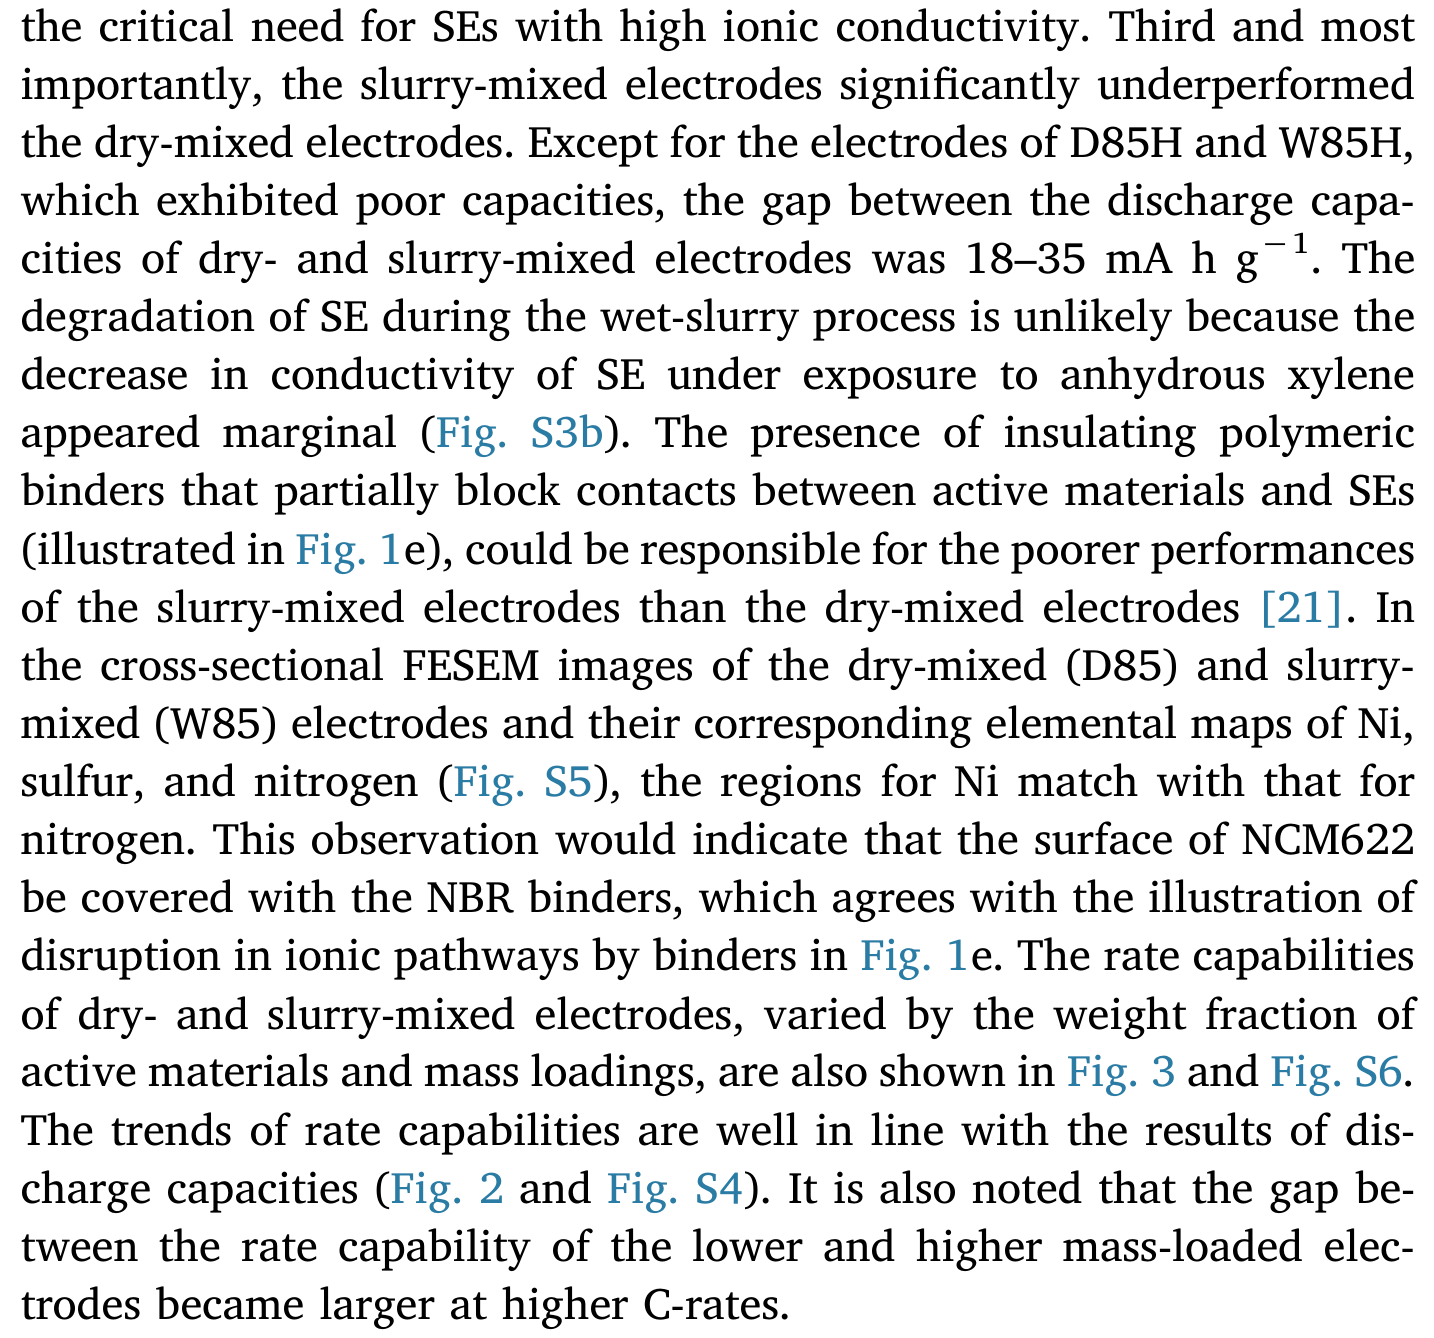 the critical need for SEs with high ionic conductivity. Third and most
importantly, the slurry-mixed electrodes significantly underperformed
the dry-mixed electrodes. Except for the electrodes of D85H and W85H,
which exhibited poor capacities, the gap between the discharge capa-
cities of dry- and slurry-mixed electrodes was 18–35 mA h g⁻¹. The
degradation of SE during the wet-slurry process is unlikely because the
decrease in conductivity of SE under exposure to anhydrous xylene
appeared marginal (Fig. S3b). The presence of insulating polymeric
binders that partially block contacts between active materials and SEs
(illustrated in Fig. 1e), could be responsible for the poorer performances
of the slurry-mixed electrodes than the dry-mixed electrodes [21]. In
the cross-sectional FESEM images of the dry-mixed (D85) and slurry-
mixed (W85) electrodes and their corresponding elemental maps of Ni,
sulfur, and nitrogen (Fig. S5), the regions for Ni match with that for
nitrogen. This observation would indicate that the surface of NCM622
be covered with the NBR binders, which agrees with the illustration of
disruption in ionic pathways by binders in Fig. 1e. The rate capabilities
of dry- and slurry-mixed electrodes, varied by the weight fraction of
active materials and mass loadings, are also shown in Fig. 3 and Fig. S6.
The trends of rate capabilities are well in line with the results of dis-
charge capacities (Fig. 2 and Fig. S4). It is also noted that the gap be-
tween the rate capability of the lower and higher mass-loaded elec-
trodes became larger at higher C-rates.